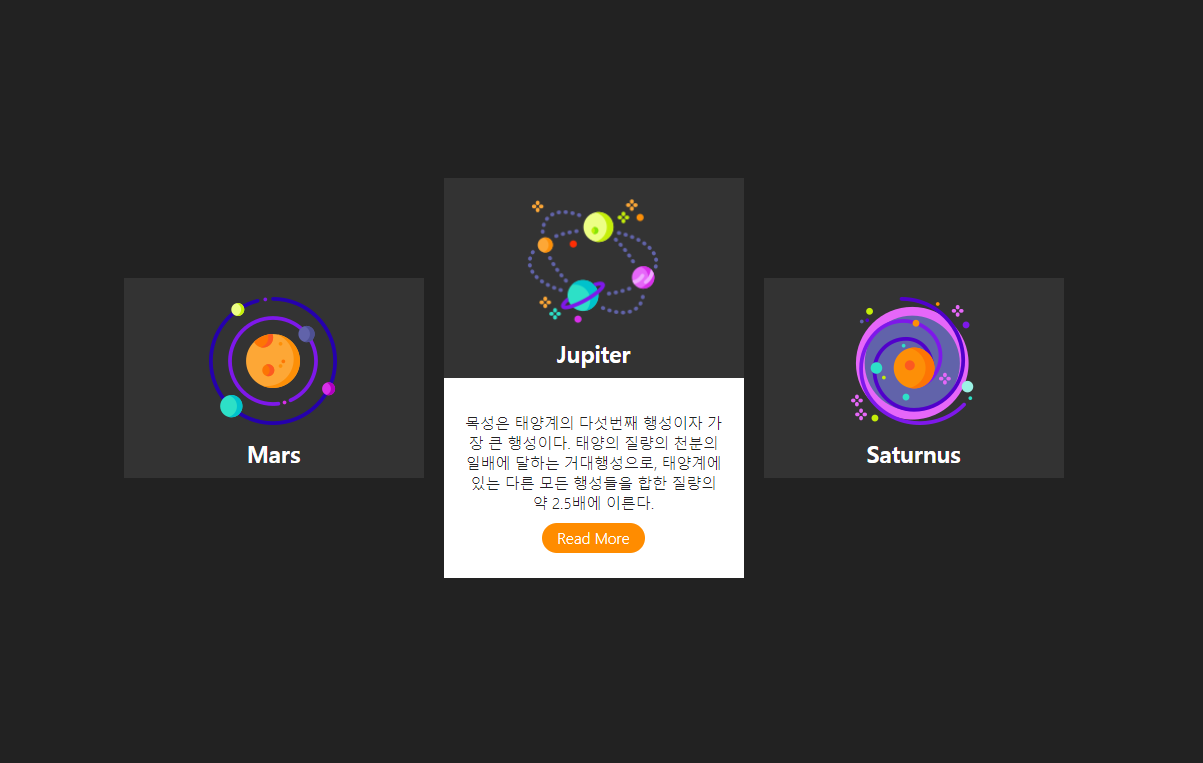 Mars
Jupiter
목성은 태양계의 다섯번째 행성이자 가
장 큰 행성이다. 태양의 질량의 천분의
일배에 달하는 거대행성으로, 태양계에
있는 다른 모든 행성들을 합한 질량의
약 2.5배에 이른다.
Read More
Saturnus